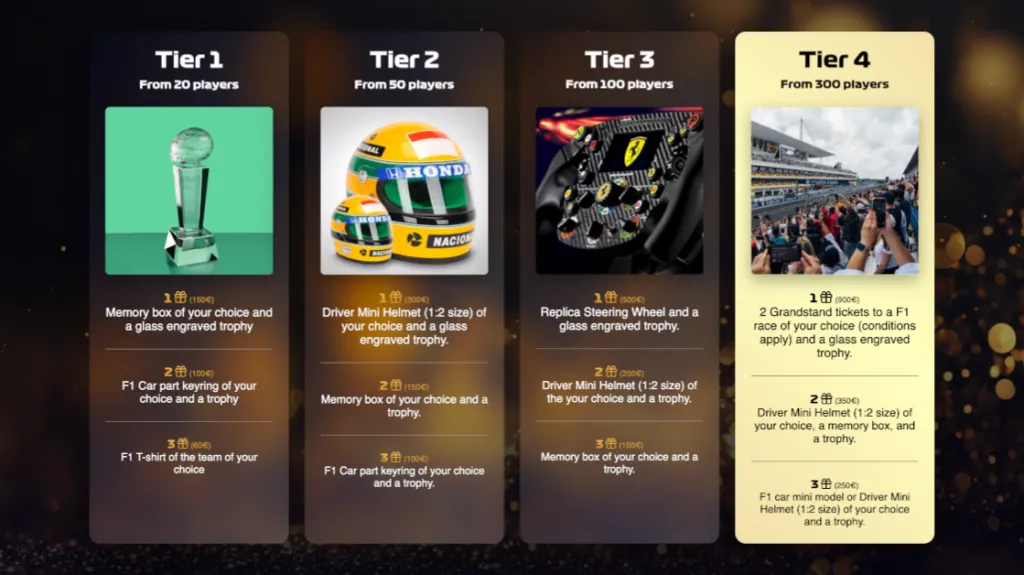 Tier 1
From 20 players
1 (150€)
Memory box of your choice and
a glass engraved trophy
2 (100€)
F1 Car part keyring of your
choice and a trophy
3 (60€)
F1 T-shirt of the team of your
choice
Tier 2
From 50 players
HONDA
NACIONAL
HONDA
1 (300€)
Driver Mini Helmet (1:2 size) of
your choice and a glass
engraved trophy.
2 (150€)
Memory box of your choice and a
trophy.
3 (100€)
F1 Car part keyring of your choice
and a trophy.
Tier 3
From 100 players
1 (500€)
Replica Steering Wheel and a
glass engraved trophy.
2 (250€)
Driver Mini Helmet (1:2 size) of
the your choice and a trophy.
3 (150€)
Memory box of your choice and a
trophy.
Tier 4
From 300 players
1 (900€)
2 Grandstand tickets to a F1
race of your choice (conditions
apply) and a glass engraved
trophy.
2 (350€)
Driver Mini Helmet (1:2 size) of
your choice, a memory box, and
a trophy.
3 (250€)
F1 car mini model or Driver Mini
Helmet (1:2 size) of your choice
and a trophy.